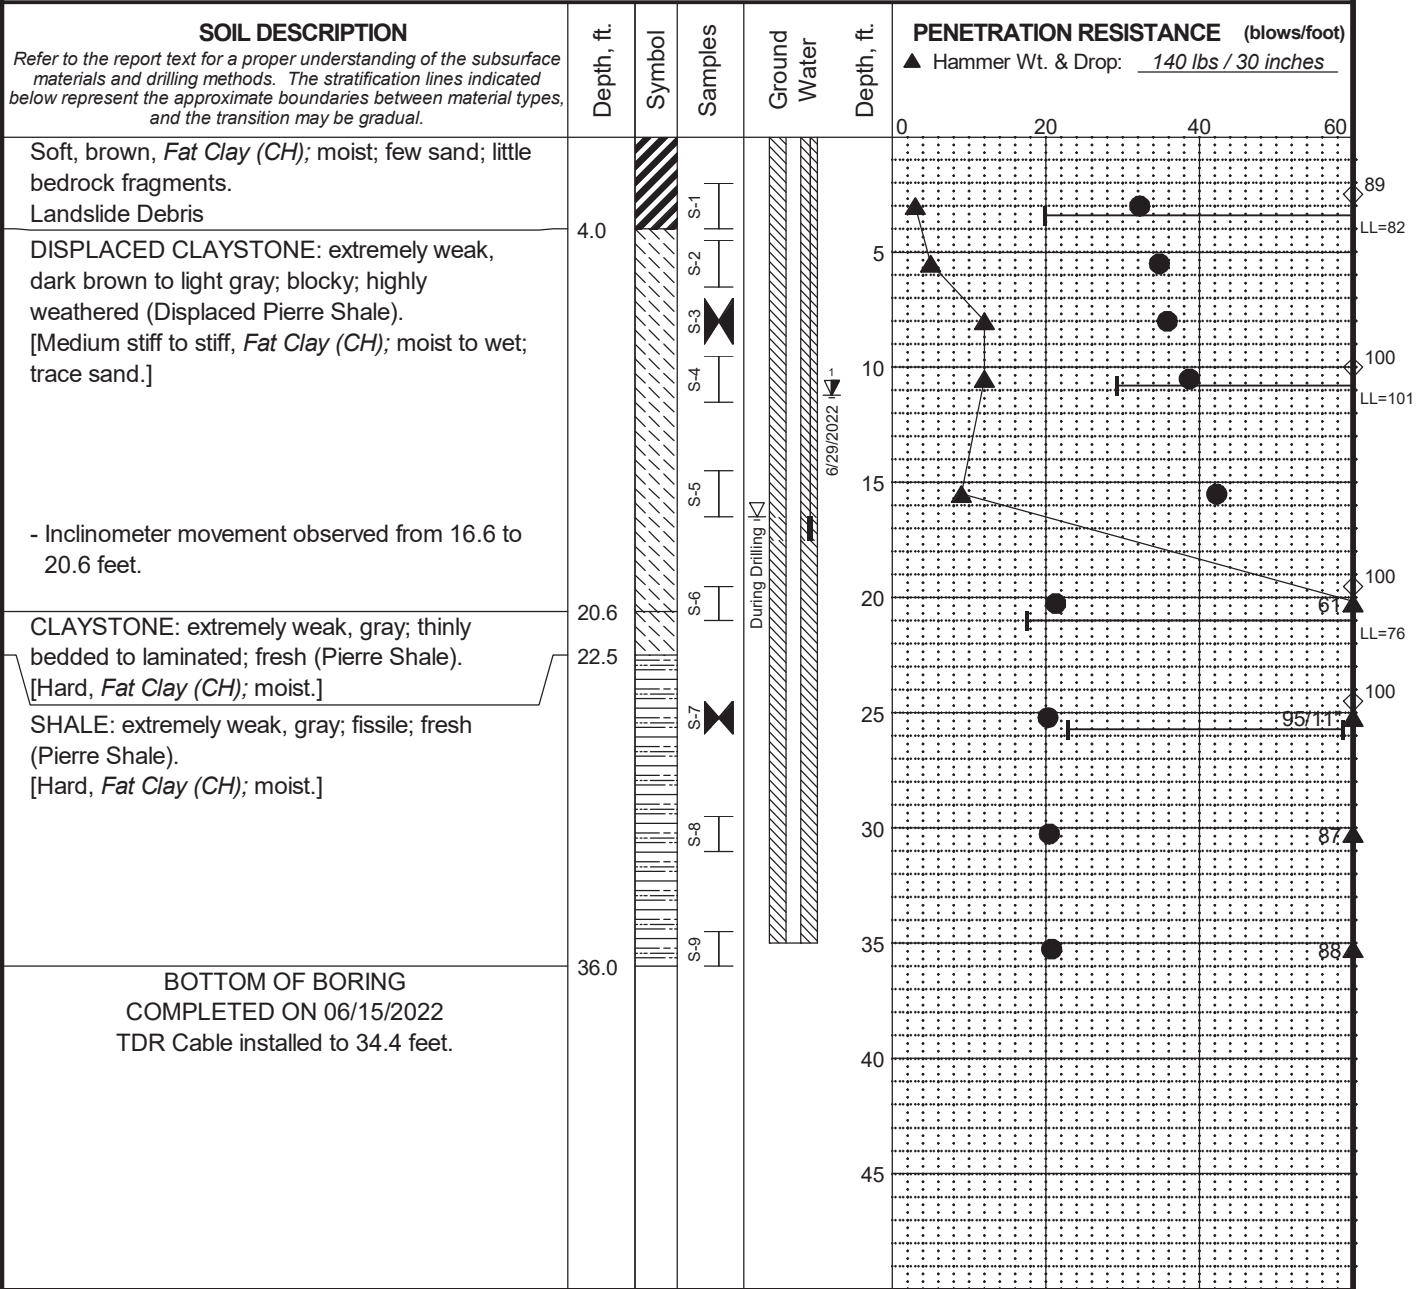 SOIL DESCRIPTION
Refer to the report text for a proper understanding of the subsurface
materials and drilling methods. The stratification lines indicated
below represent the approximate boundaries between material types,
and the transition may be gradual.
Depth, ft.
Symbol
Samples
Ground
Water
Depth, ft.
PENETRATION RESISTANCE (blows/foot)
▲ Hammer Wt. & Drop: 140 lbs / 30 inches
0 20 40 60
Soft, brown, Fat Clay (CH); moist; few sand; little
bedrock fragments.
Landslide Debris
4.0
DISPLACED CLAYSTONE: extremely weak,
dark brown to light gray; blocky; highly
weathered (Displaced Pierre Shale).
[Medium stiff to stiff, Fat Clay (CH); moist to wet;
trace sand.]
- Inclinometer movement observed from 16.6 to
20.6 feet.
20.6
CLAYSTONE: extremely weak, gray; thinly
bedded to laminated; fresh (Pierre Shale).
[Hard, Fat Clay (CH); moist.]
22.5
SHALE: extremely weak, gray; fissile; fresh
(Pierre Shale).
[Hard, Fat Clay (CH); moist.]
36.0
BOTTOM OF BORING
COMPLETED ON 06/15/2022
TDR Cable installed to 34.4 feet.
S-1
S-2
S-3
S-4
S-5
S-6
S-7
S-8
S-9
During Drilling
6/29/2022
1
5
10
15
20
25
30
35
40
45
89
LL=82
100
LL=101
100
61
LL=76
100
95/11"
87
88